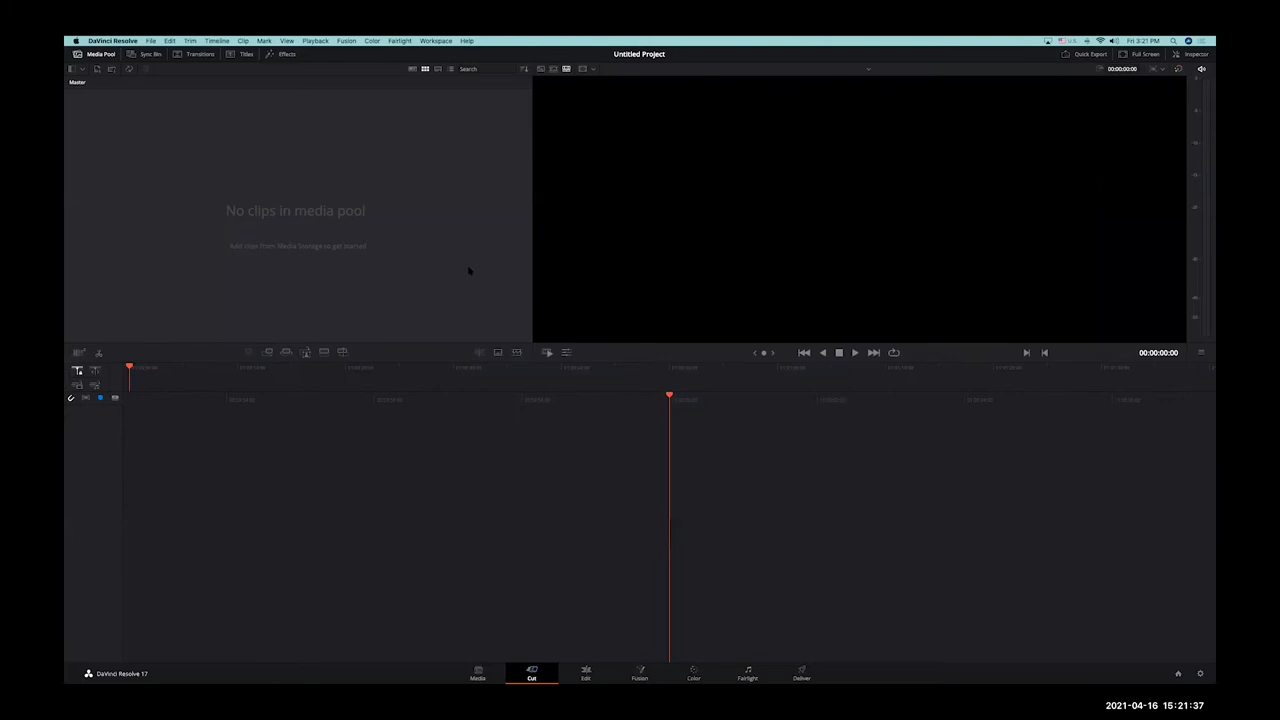 DaVinci Resolve File Edit Trim Timeline Clip Mark View Playback Fusion Color Fairlight Workspace Help Fri 3:21 PM
Media Pool Sync Bin Transitions Titles Effects Untitled Project Quick Export Full Screen Inspector
Search 00:00:00:00
Master
No clips in media pool
Add clips from Media Storage to get started
00:00:00:00
DaVinci Resolve 17 Media Cut Edit Fusion Color Fairlight Deliver
2021-04-16 15:21:37